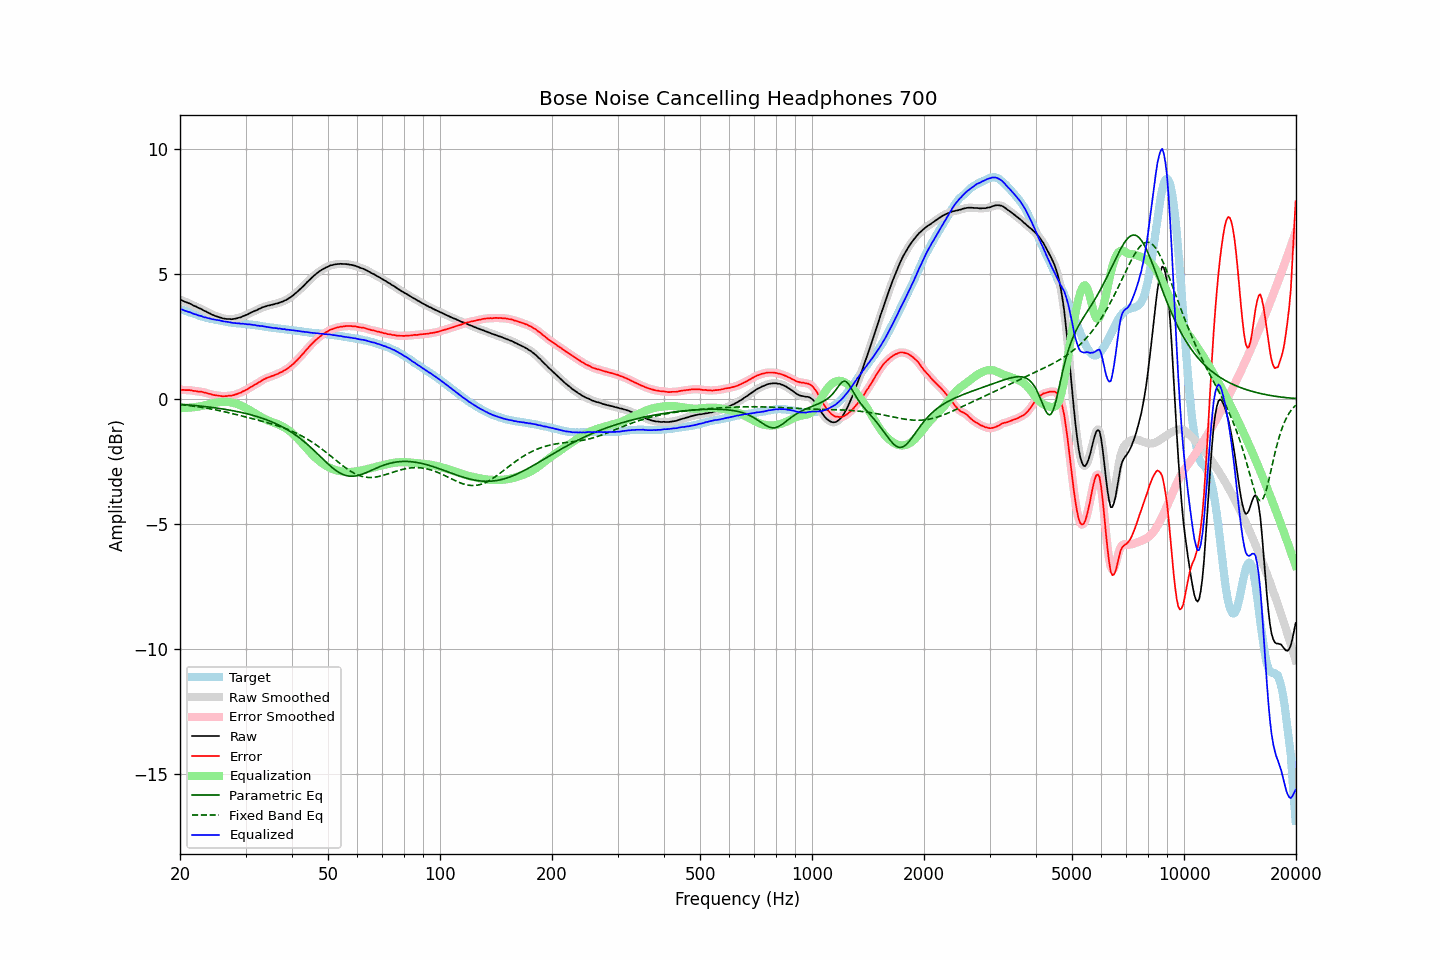 Bose Noise Cancelling Headphones 700
10
5
0
−5
−10
−15
Amplitude (dBr)
Target
Raw Smoothed
Error Smoothed
Raw
Error
Equalization
Parametric Eq
Fixed Band Eq
Equalized
20 50 100 200 500 1000 2000 5000 10000 20000
Frequency (Hz)